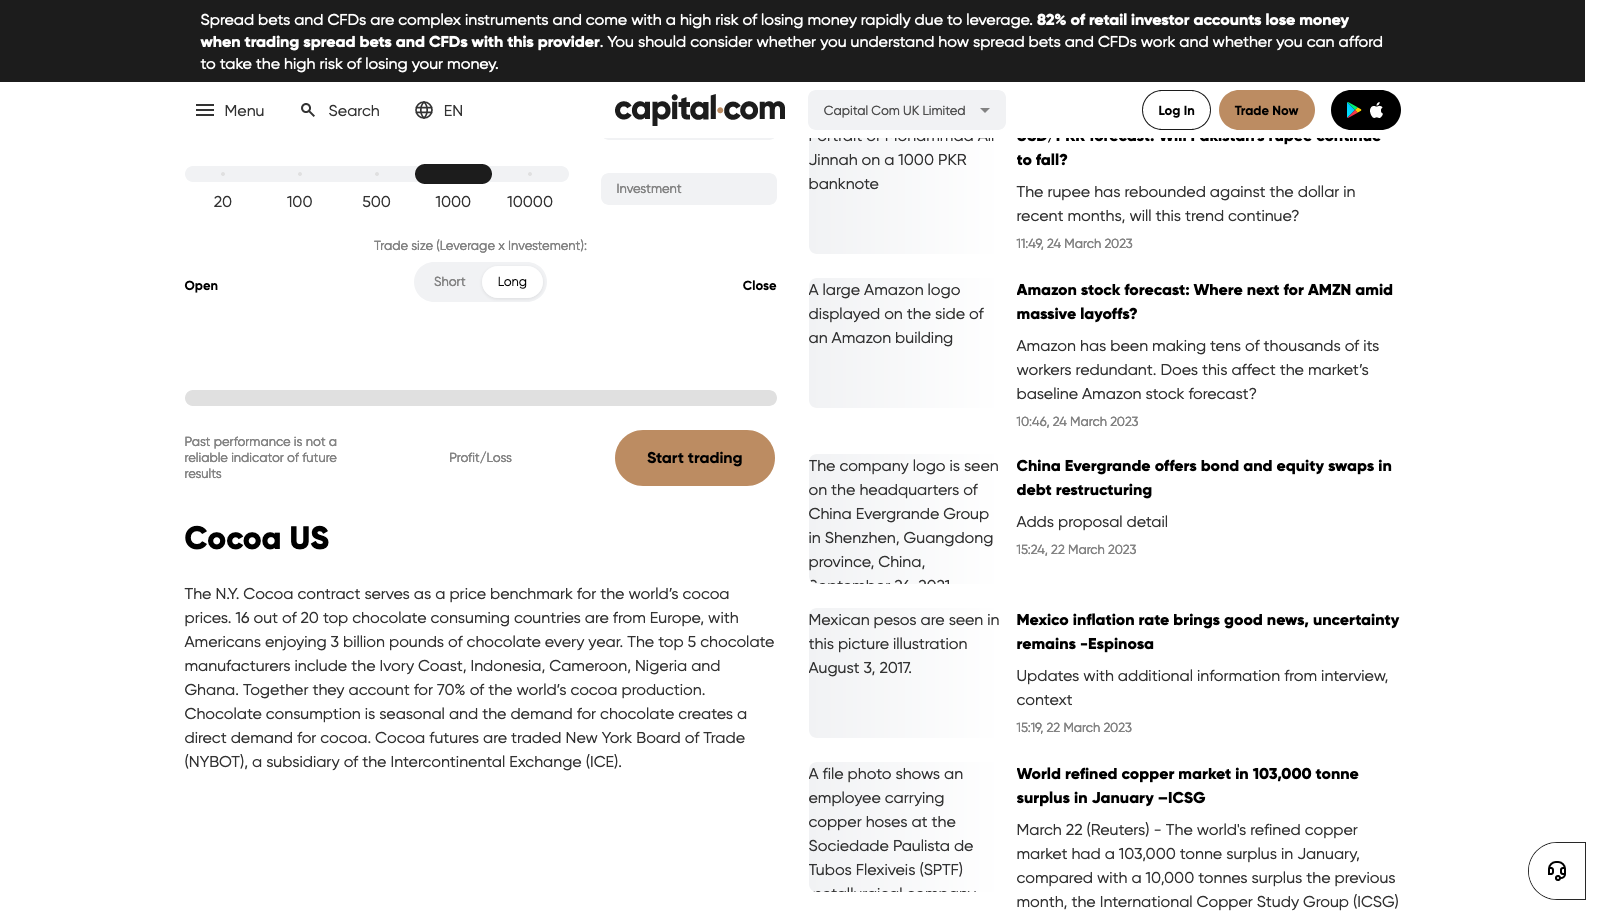 Spread bets and CFDs are complex instruments and come with a high risk of losing money rapidly due to leverage. 82% of retail investor accounts lose money
when trading spread bets and CFDs with this provider. You should consider whether you understand how spread bets and CFDs work and whether you can afford
to take the high risk of losing your money.
Menu
Search
EN
capital.com
Capital Com UK Limited
Log In
Trade Now
20
100
500
1000
10000
Investment
Trade size (Leverage x Investement):
Open
Short
Long
Close
Past performance is not a
reliable indicator of future
results
Profit/Loss
Start trading
Cocoa US
The N.Y. Cocoa contract serves as a price benchmark for the world’s cocoa
prices. 16 out of 20 top chocolate consuming countries are from Europe, with
Americans enjoying 3 billion pounds of chocolate every year. The top 5 chocolate
manufacturers include the Ivory Coast, Indonesia, Cameroon, Nigeria and
Ghana. Together they account for 70% of the world’s cocoa production.
Chocolate consumption is seasonal and the demand for chocolate creates a
direct demand for cocoa. Cocoa futures are traded New York Board of Trade
(NYBOT), a subsidiary of the Intercontinental Exchange (ICE).
Portrait of Mohammad Ali
Jinnah on a 1000 PKR
banknote
USD/PKR forecast: Will Pakistan’s rupee continue
to fall?
The rupee has rebounded against the dollar in
recent months, will this trend continue?
11:49, 24 March 2023
A large Amazon logo
displayed on the side of
an Amazon building
Amazon stock forecast: Where next for AMZN amid
massive layoffs?
Amazon has been making tens of thousands of its
workers redundant. Does this affect the market’s
baseline Amazon stock forecast?
10:46, 24 March 2023
The company logo is seen
on the headquarters of
China Evergrande Group
in Shenzhen, Guangdong
province, China,
September 26, 2021
China Evergrande offers bond and equity swaps in
debt restructuring
Adds proposal detail
15:24, 22 March 2023
Mexican pesos are seen in
this picture illustration
August 3, 2017.
Mexico inflation rate brings good news, uncertainty
remains -Espinosa
Updates with additional information from interview,
context
15:19, 22 March 2023
A file photo shows an
employee carrying
copper hoses at the
Sociedade Paulista de
Tubos Flexiveis (SPTF)
metallurgical company
World refined copper market in 103,000 tonne
surplus in January –ICSG
March 22 (Reuters) - The world's refined copper
market had a 103,000 tonne surplus in January,
compared with a 10,000 tonnes surplus the previous
month, the International Copper Study Group (ICSG)